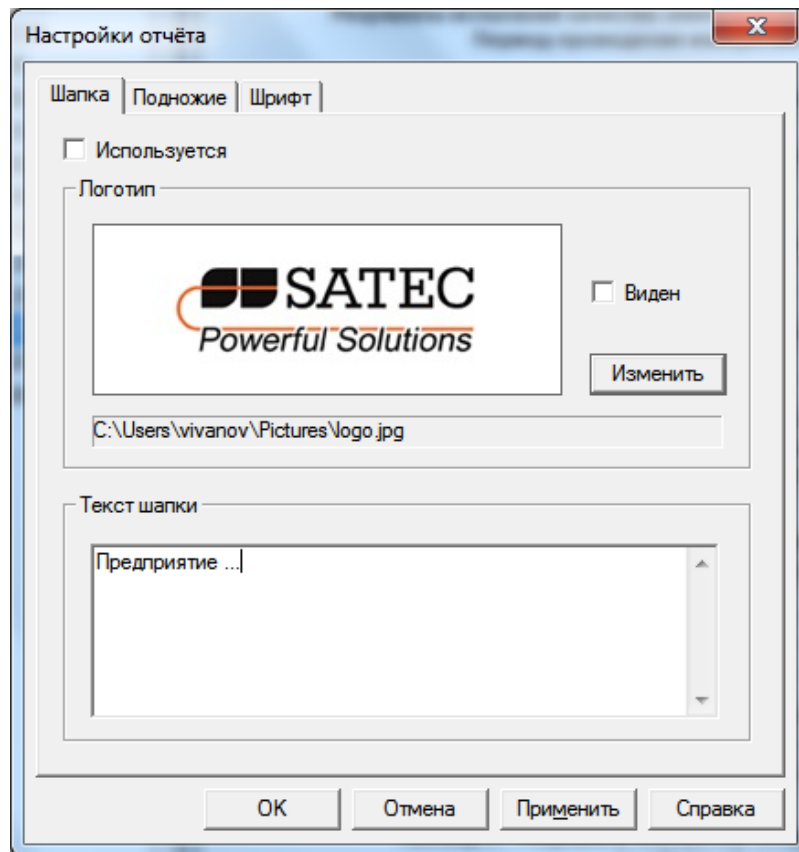 Настройки отчёта
Шапка Подножие Шрифт
Используется
Логотип
SATEC
Powerful Solutions
Виден
Изменить
C:\Users\vivanov\Pictures\logo.jpg
Текст шапки
Предприятие ...
OK Отмена Применить Справка